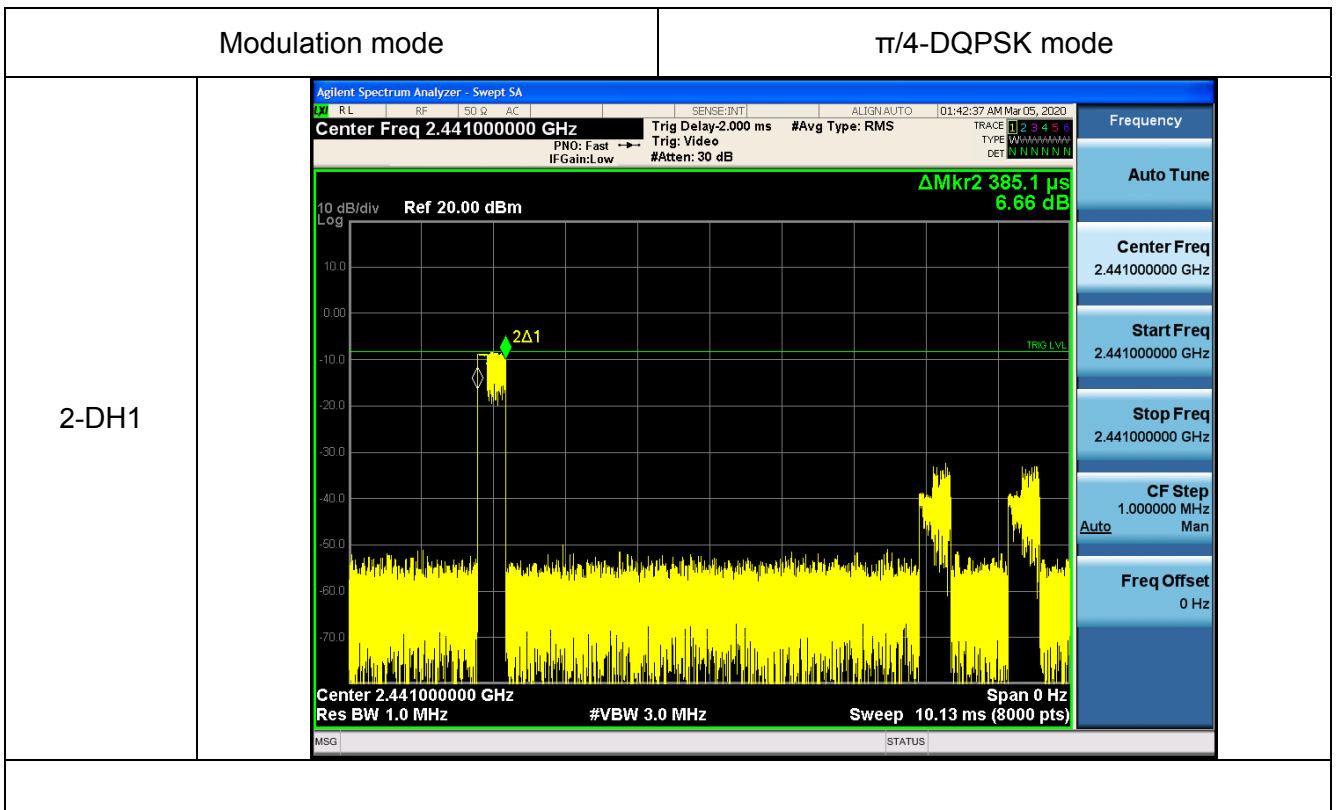 Modulation mode
π/4-DQPSK mode
2-DH1
Agilent Spectrum Analyzer - Swept SA
LXI RL RF 50 Ω AC SENSE:INT ALIGN AUTO 01:42:37 AM Mar 05, 2020
Center Freq 2.441000000 GHz
PNO: Fast
IFGain:Low
Trig Delay-2.000 ms
Trig: Video
#Atten: 30 dB
#Avg Type: RMS
TRACE 1 2 3 4 5 6
TYPE WWWWWW
DET N N N N N N
ΔMkr2 385.1 µs
6.66 dB
10 dB/div
Log
Ref 20.00 dBm
10.0
0.00
-10.0
-20.0
-30.0
-40.0
-50.0
-60.0
-70.0
2Δ1
TRIG LVL
Center 2.441000000 GHz
Span 0 Hz
Res BW 1.0 MHz
#VBW 3.0 MHz
Sweep 10.13 ms (8000 pts)
MSG
STATUS
Frequency
Auto Tune
Center Freq
2.441000000 GHz
Start Freq
2.441000000 GHz
Stop Freq
2.441000000 GHz
CF Step
1.000000 MHz
Auto Man
Freq Offset
0 Hz